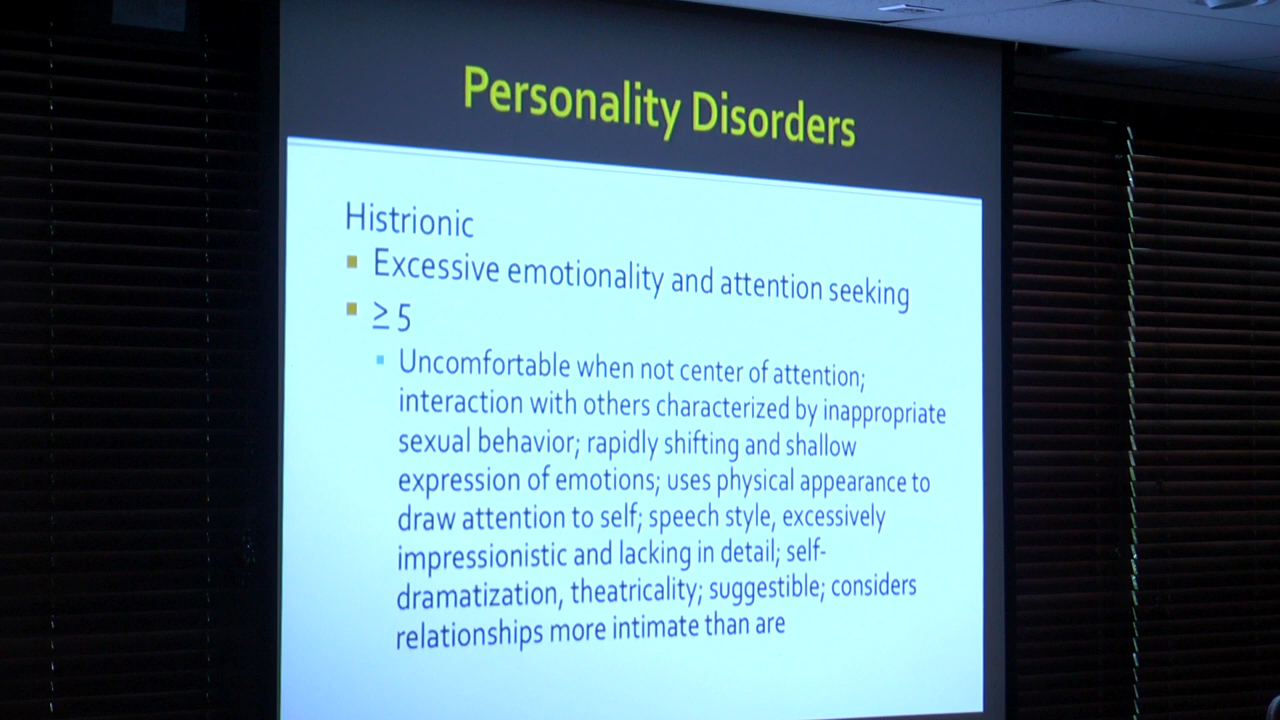 Personality Disorders
Histrionic
Excessive emotionality and attention seeking
≥ 5
Uncomfortable when not center of attention;
interaction with others characterized by inappropriate
sexual behavior; rapidly shifting and shallow
expression of emotions; uses physical appearance to
draw attention to self; speech style, excessively
impressionistic and lacking in detail; self-
dramatization, theatricality; suggestible; considers
relationships more intimate than are